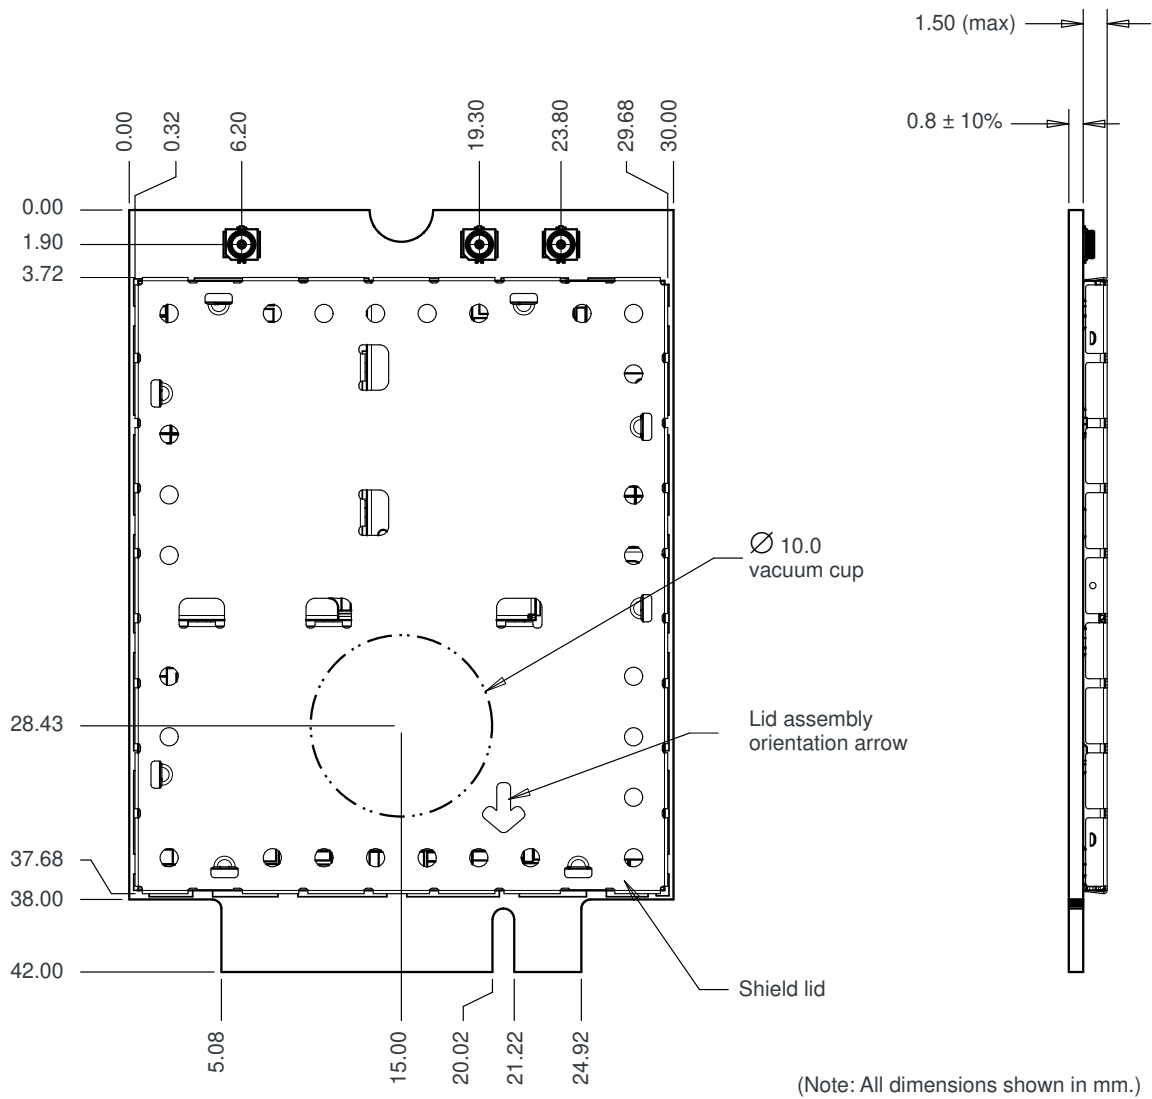 1.50 (max)
0.8 ± 10%
0.00
0.32
6.20
19.30
23.80
29.68
30.00
0.00
1.90
3.72
Ø 10.0
vacuum cup
28.43
Lid assembly
orientation arrow
37.68
38.00
42.00
Shield lid
5.08
15.00
20.02
21.22
24.92
(Note: All dimensions shown in mm.)